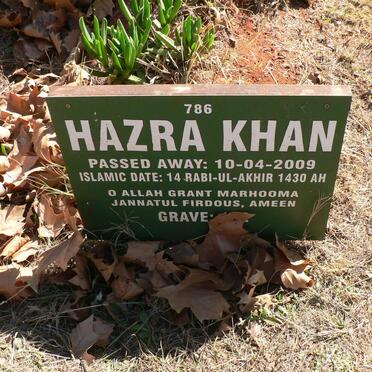 786
HAZRA KHAN
PASSED AWAY: 10-04-2009
ISLAMIC DATE: 14 RABI-UL-AKHIR 1430 AH
O ALLAH GRANT MARHOOMA
JANNATUL FIRDOUS, AMEEN
GRAVE: